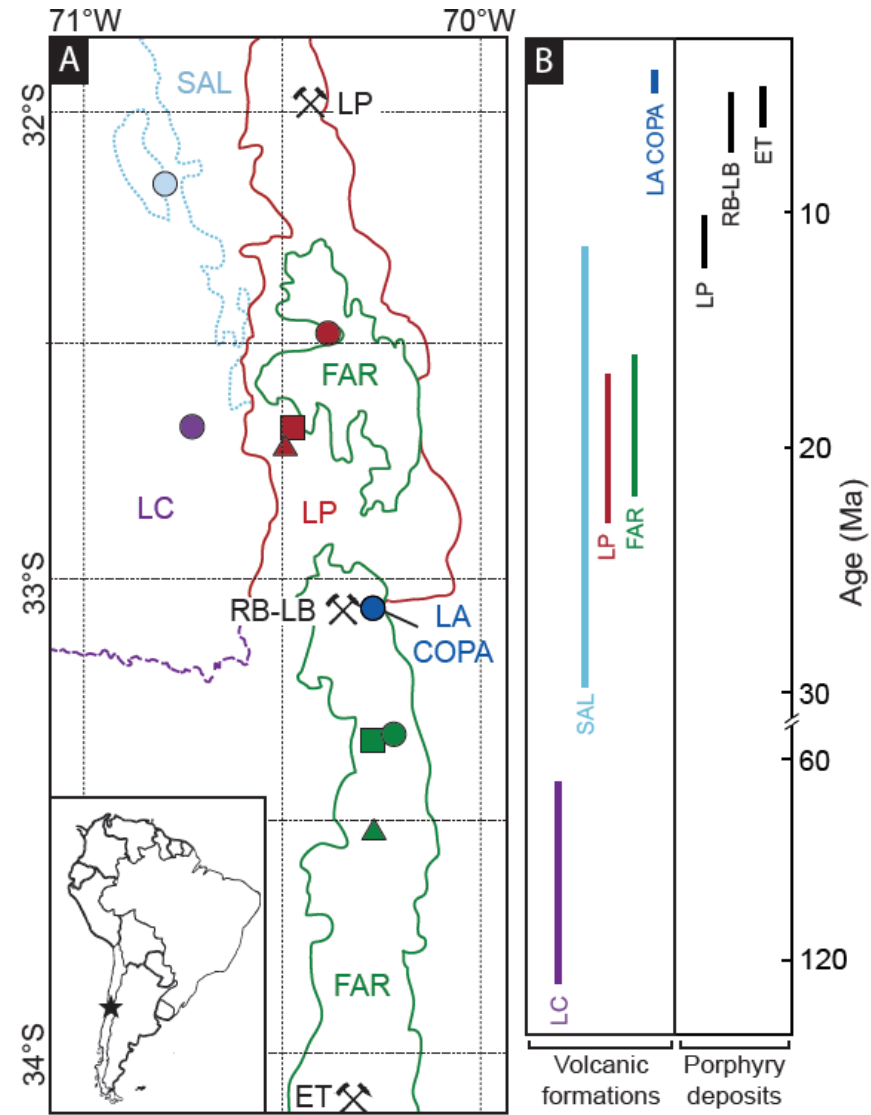 71°W
70°W
A
B
SAL
LP
32°S
LA COPA
RB-LB
ET
10
LP
FAR
20
LC
LP
LP
FAR
Age (Ma)
33°S
RB-LB
LA
COPA
30
SAL
60
FAR
120
LC
34°S
ET
Volcanic
formations
Porphyry
deposits